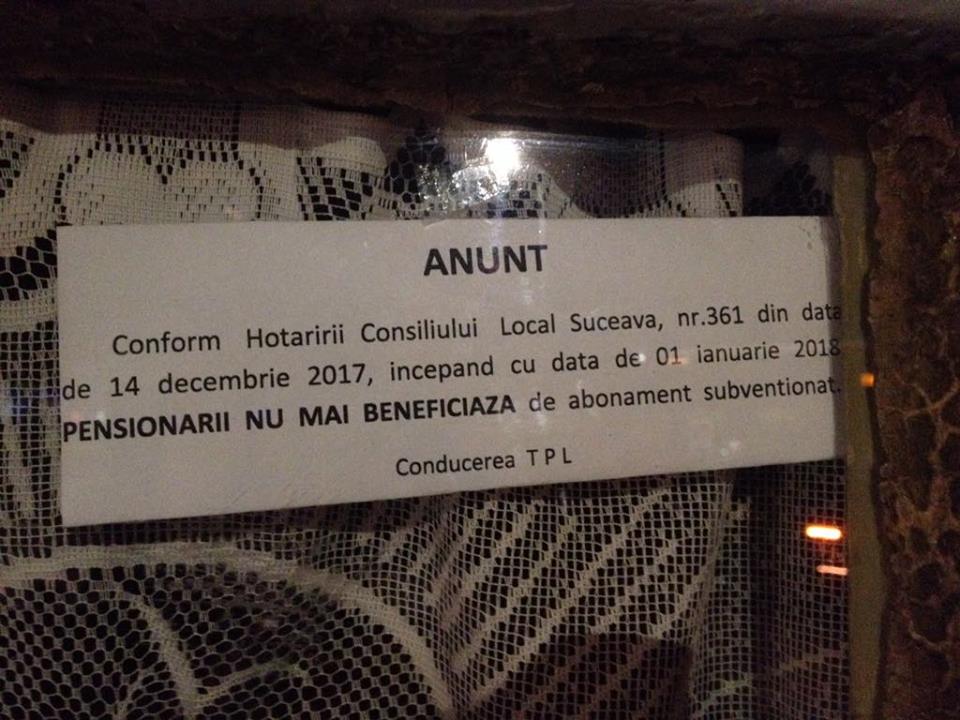 ANUNT
Conform Hotaririi Consiliului Local Suceava, nr.361 din data
de 14 decembrie 2017, incepand cu data de 01 ianuarie 2018
PENSIONARII NU MAI BENEFICIAZA de abonament subventionat.
Conducerea T P L